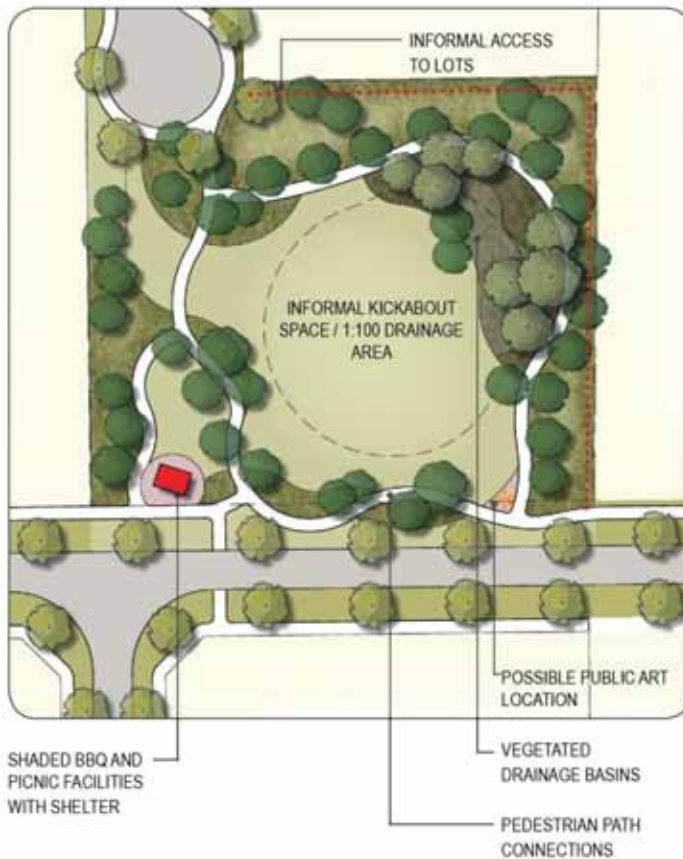 INFORMAL ACCESS
TO LOTS
INFORMAL KICKABOUT
SPACE / 1:100 DRAINAGE
AREA
POSSIBLE PUBLIC ART
LOCATION
SHADED BBQ AND
PICNIC FACILITIES
WITH SHELTER
VEGETATED
DRAINAGE BASINS
PEDESTRIAN PATH
CONNECTIONS